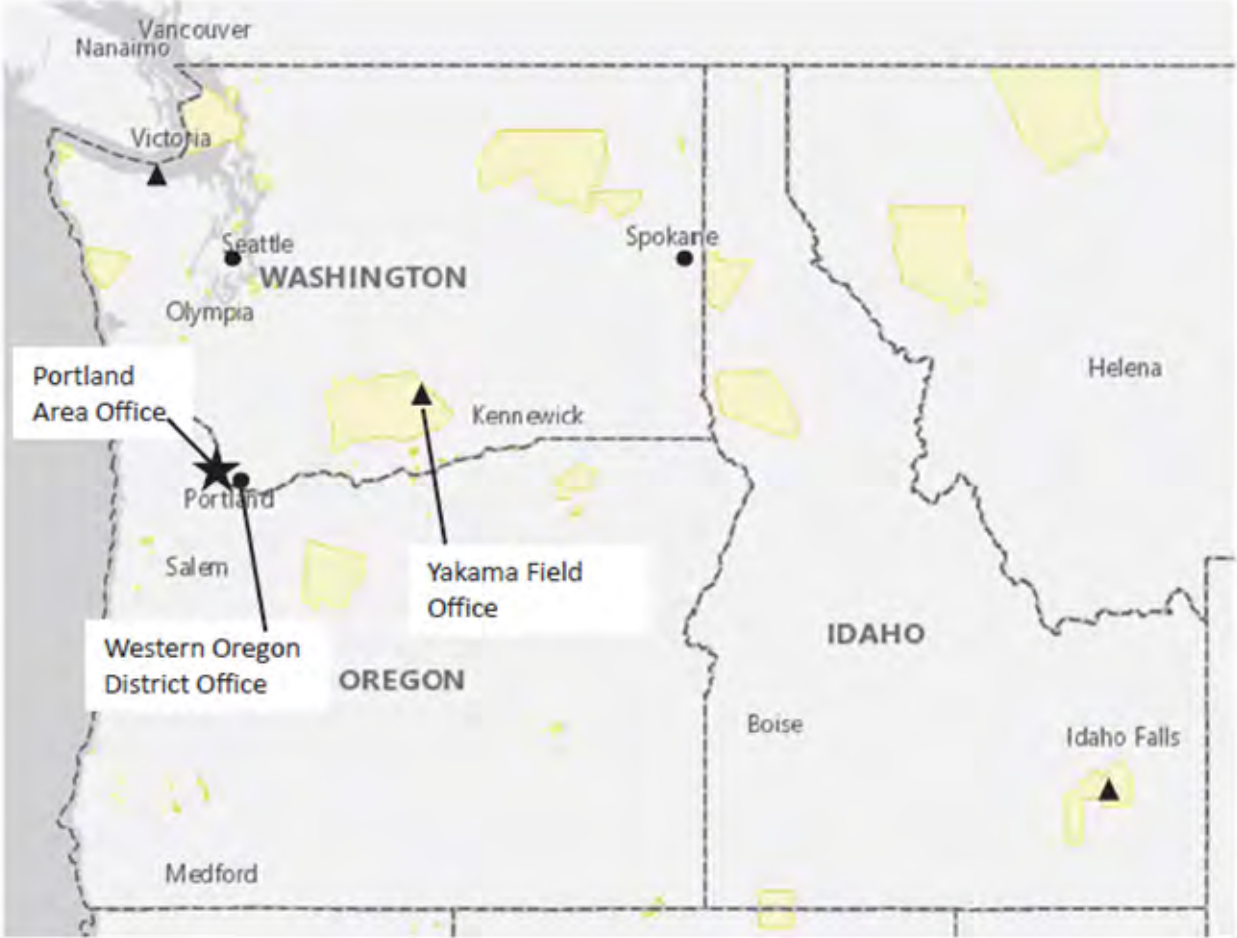 Vancouver
Nanaimo
Victoria
Seattle
Spokane
WASHINGTON
Olympia
Portland
Area Office
Helena
Kennewick
Portland
Salem
Yakama Field
Office
IDAHO
Western Oregon
District Office
OREGON
Boise
Idaho Falls
Medford